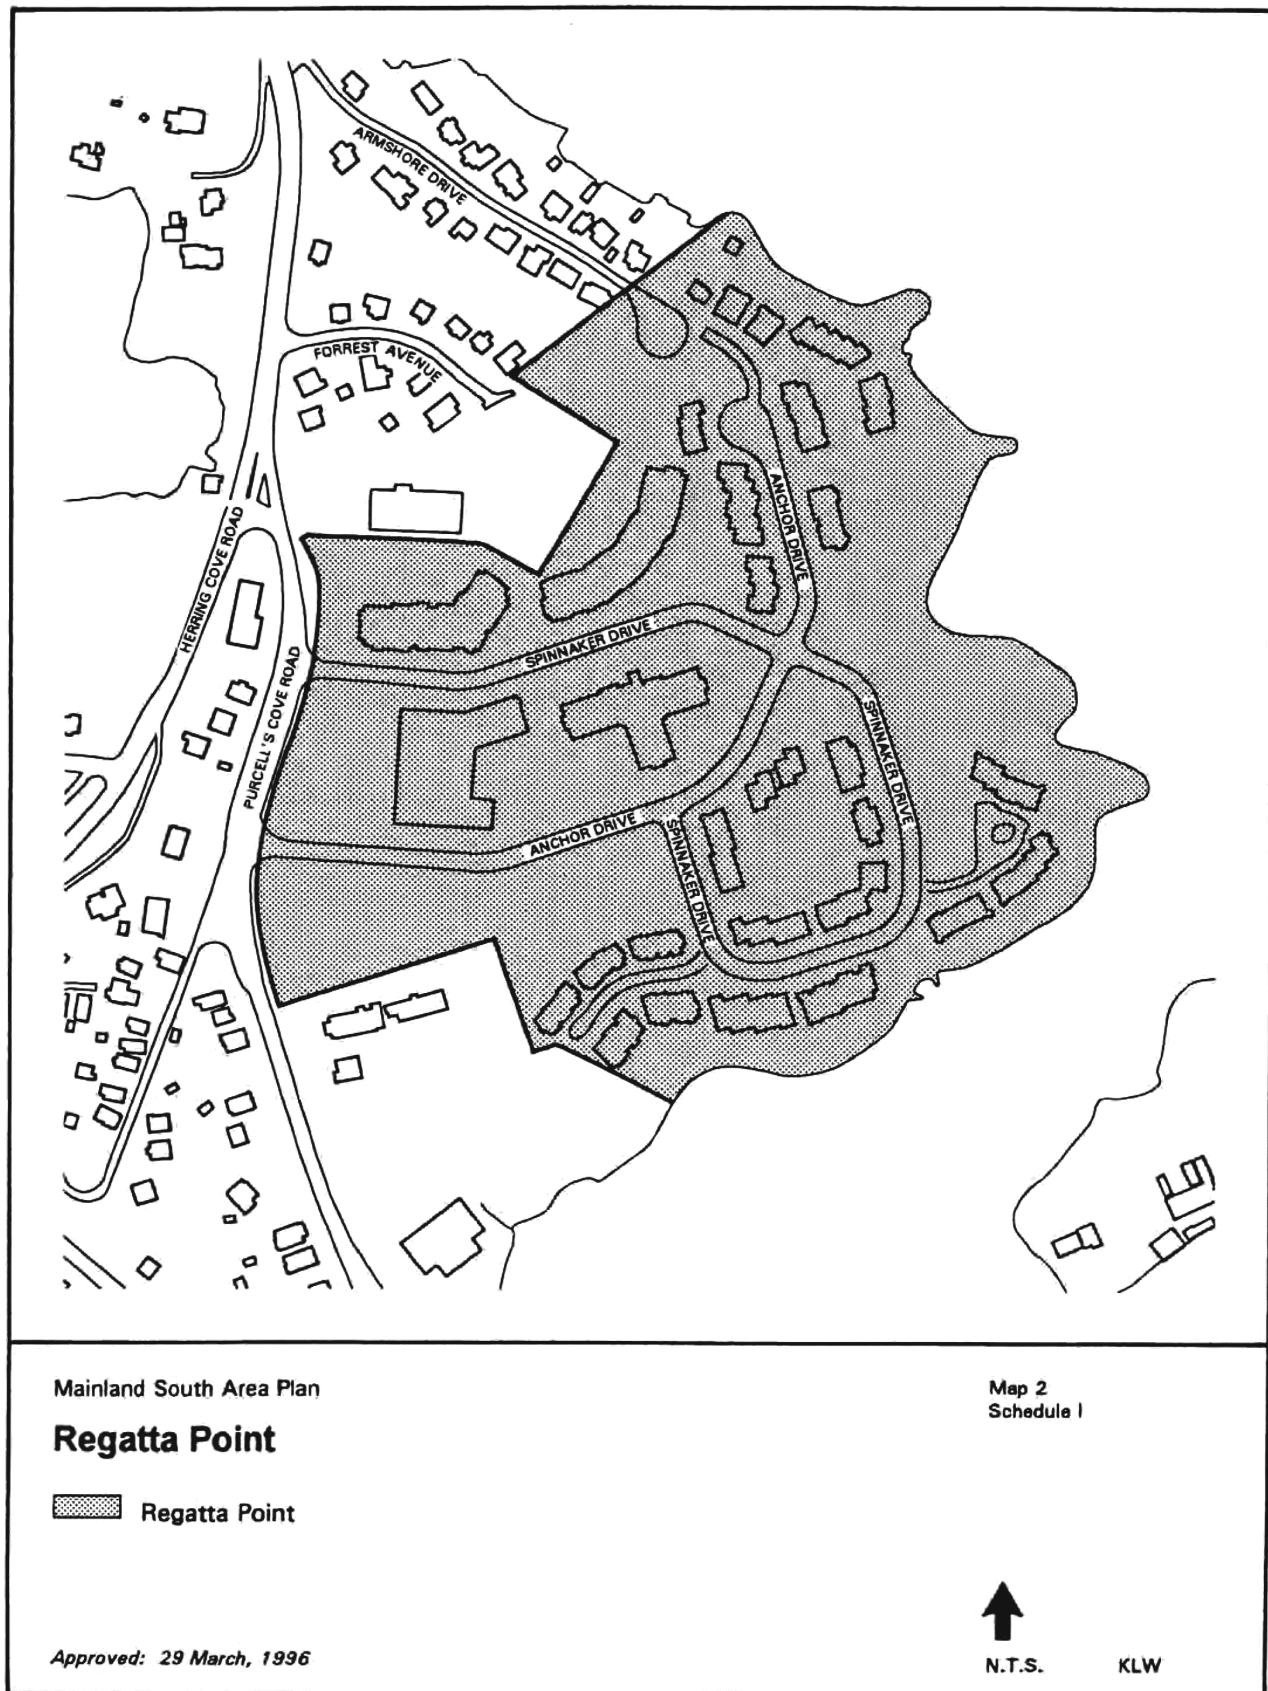 ARMSHORE DRIVE
FORREST AVENUE
HERRING COVE ROAD
PURCELL'S COVE ROAD
ANCHOR DRIVE
SPINNAKER DRIVE
SPINNAKER DRIVE
ANCHOR DRIVE
SPINNAKER DRIVE
Mainland South Area Plan
Map 2
Schedule I
Regatta Point
Regatta Point
Approved: 29 March, 1996
N.T.S.
KLW